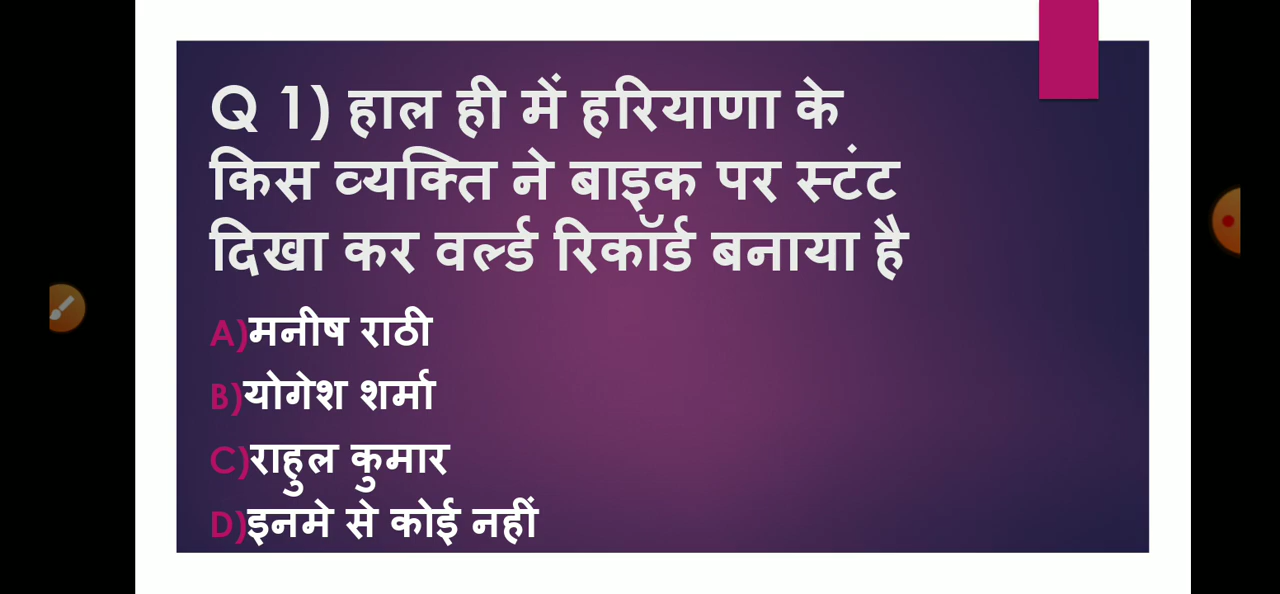 Q 1) हाल ही में हरियाणा के
किस व्यक्ति ने बाइक पर स्टंट
दिखा कर वर्ल्ड रिकॉर्ड बनाया है
A)मनीष राठी
B)योगेश शर्मा
C)राहुल कुमार
D)इनमे से कोई नहीं